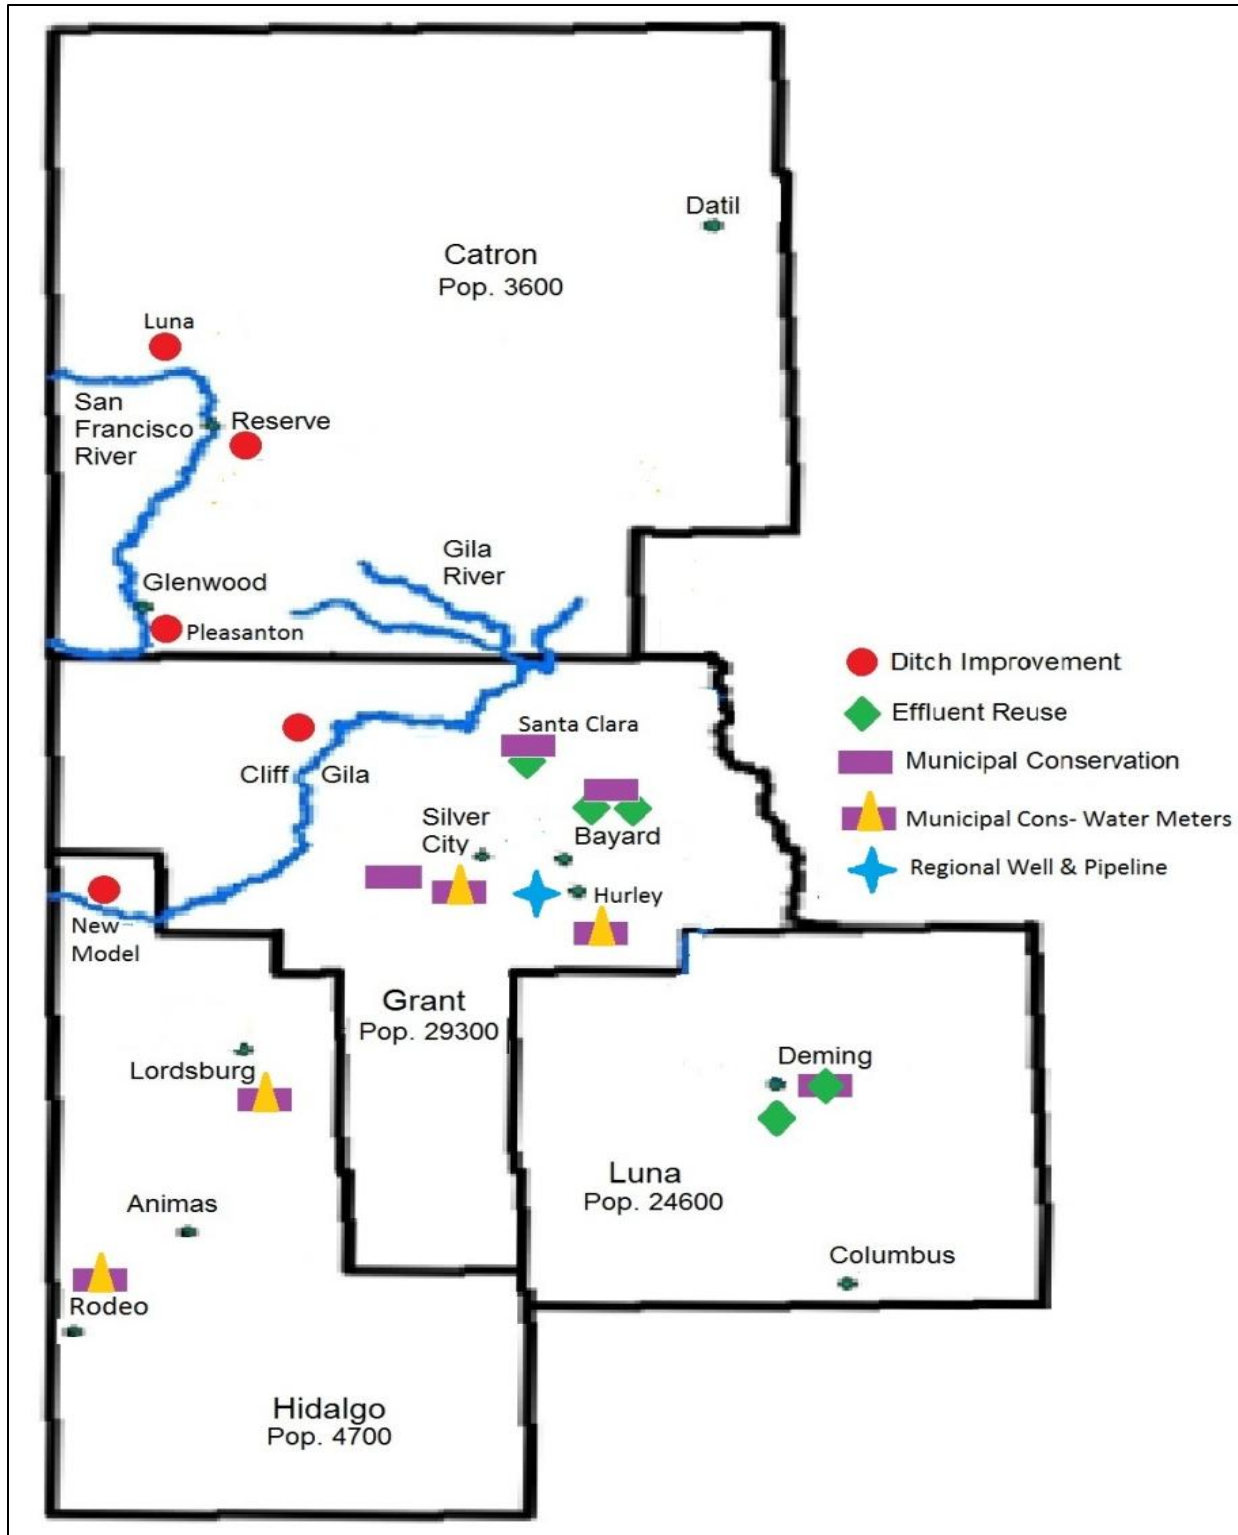 Datil
Catron
Pop. 3600
Luna
San
Francisco
River
Reserve
Gila
River
Glenwood
Pleasanton
Ditch Improvement
Effluent Reuse
Municipal Conservation
Municipal Cons- Water Meters
Regional Well & Pipeline
Santa Clara
Cliff Gila
Silver
City
Bayard
Hurley
New
Model
Grant
Pop. 29300
Lordsburg
Deming
Luna
Pop. 24600
Animas
Columbus
Rodeo
Hidalgo
Pop. 4700